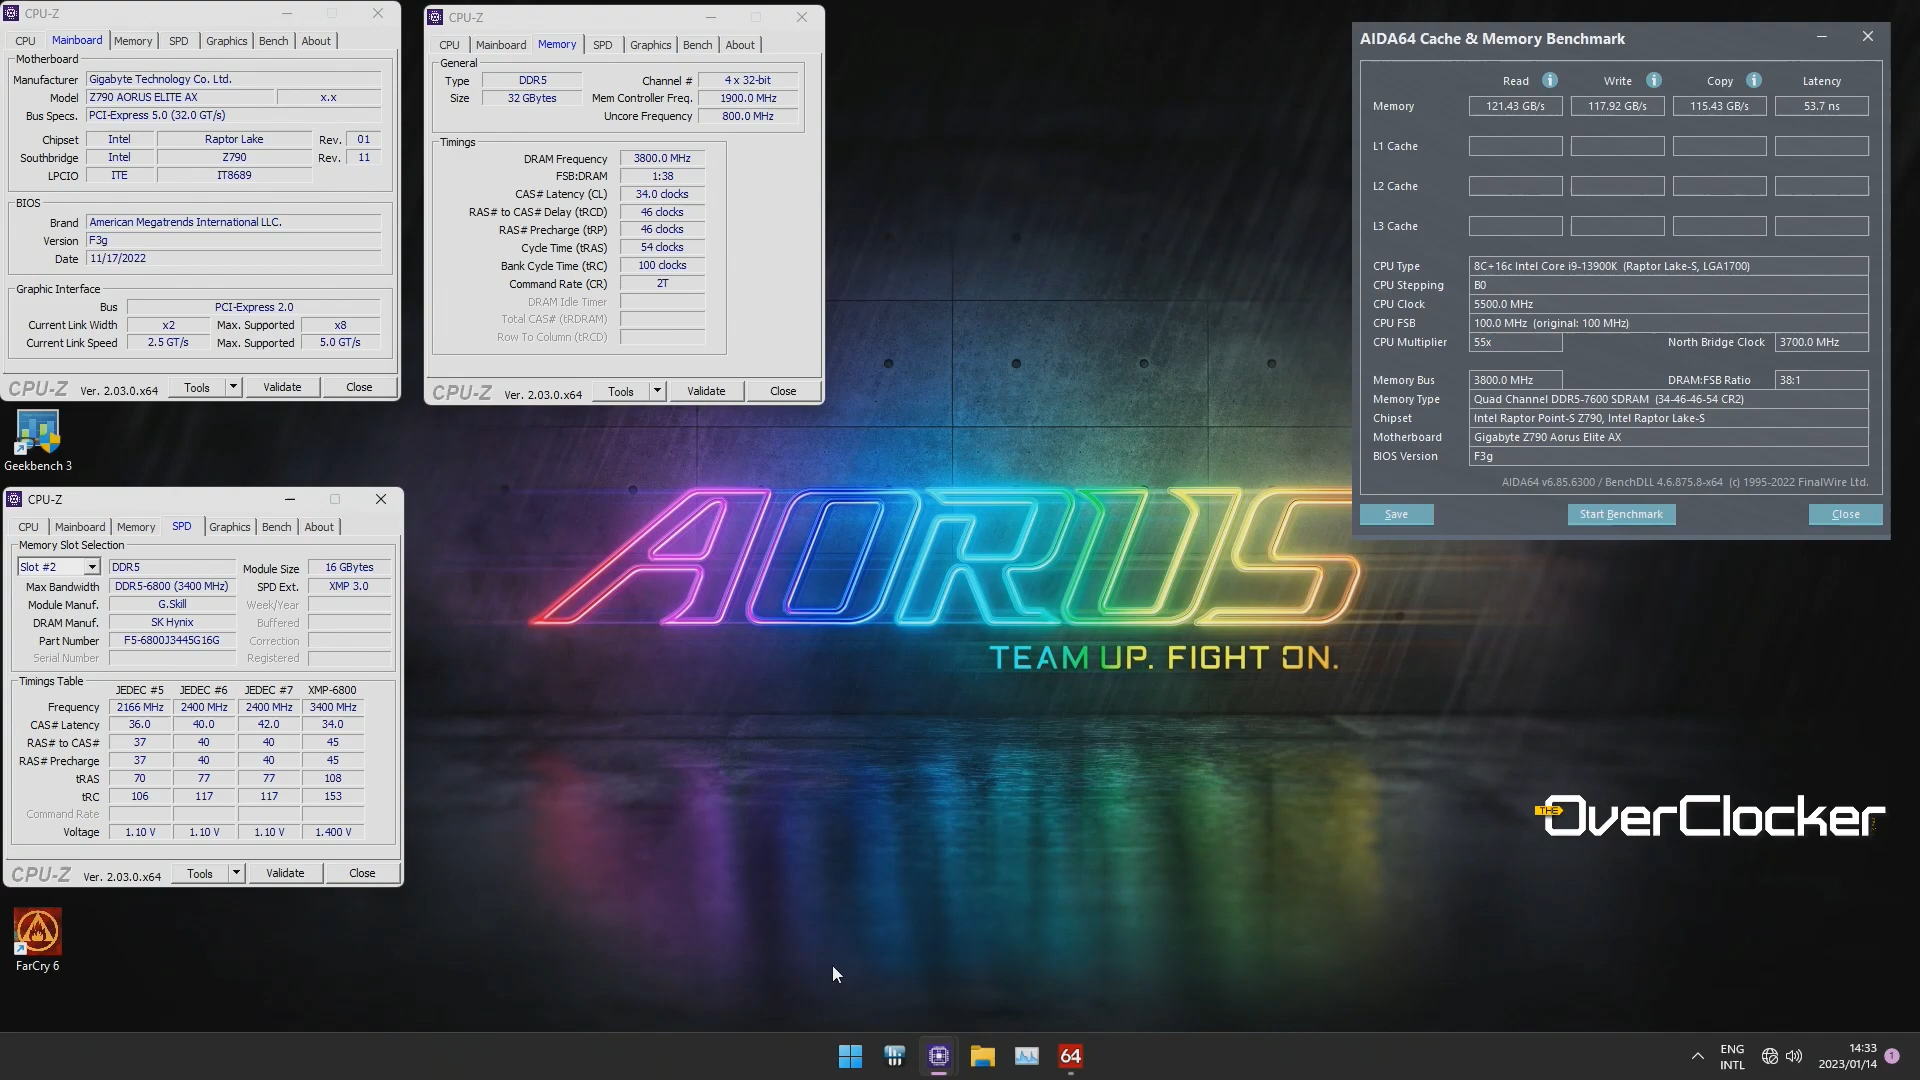 CPU-Z
CPU Mainboard Memory SPD Graphics Bench About
Motherboard
Manufacturer Gigabyte Technology Co. Ltd.
Model Z790 AORUS ELITE AX x.x
Bus Specs. PCI-Express 5.0 (32.0 GT/s)
Chipset Intel Raptor Lake Rev. 01
Southbridge Intel Z790 Rev. 11
LPCIO ITE IT8689
BIOS
Brand American Megatrends International LLC.
Version F3g
Date 11/17/2022
Graphic Interface
Bus PCI-Express 2.0
Current Link Width x2 Max. Supported x8
Current Link Speed 2.5 GT/s Max. Supported 5.0 GT/s
CPU-Z Ver. 2.03.0.x64 Tools Validate Close
CPU-Z
CPU Mainboard Memory SPD Graphics Bench About
General
Type DDR5 Channel # 4 x 32-bit
Size 32 GBytes Mem Controller Freq. 1900.0 MHz
Uncore Frequency 800.0 MHz
Timings
DRAM Frequency 3800.0 MHz
FSB:DRAM 1:38
CAS# Latency (CL) 34.0 clocks
RAS# to CAS# Delay (tRCD) 46 clocks
RAS# Precharge (tRP) 46 clocks
Cycle Time (tRAS) 54 clocks
Bank Cycle Time (tRC) 100 clocks
Command Rate (CR) 2T
DRAM Idle Timer
Total CAS# (tRDRAM)
Row To Column (tRCD)
CPU-Z Ver. 2.03.0.x64 Tools Validate Close
AIDA64 Cache & Memory Benchmark
Read Write Copy Latency
Memory 121.43 GB/s 117.92 GB/s 115.43 GB/s 53.7 ns
L1 Cache
L2 Cache
L3 Cache
CPU Type 8C+16c Intel Core i9-13900K (Raptor Lake-S, LGA1700)
CPU Stepping B0
CPU Clock 5500.0 MHz
CPU FSB 100.0 MHz (original: 100 MHz)
CPU Multiplier 55x North Bridge Clock 3700.0 MHz
Memory Bus 3800.0 MHz DRAM:FSB Ratio 38:1
Memory Type Quad Channel DDR5-7600 SDRAM (34-46-46-54 CR2)
Chipset Intel Raptor Point-S Z790, Intel Raptor Lake-S
Motherboard Gigabyte Z790 Aorus Elite AX
BIOS Version F3g
AIDA64 v6.85.6300 / BenchDLL 4.6.875.8-x64 (c) 1995-2022 FinalWire Ltd.
Save Start Benchmark Close
Geekbench 3
CPU-Z
CPU Mainboard Memory SPD Graphics Bench About
Memory Slot Selection
Slot #2 DDR5 Module Size 16 GBytes
Max Bandwidth DDR5-6800 (3400 MHz) SPD Ext. XMP 3.0
Module Manuf. G.Skill Week/Year
DRAM Manuf. SK Hynix Buffered
Part Number F5-6800J3445G16G Correction
Serial Number Registered
Timings Table
JEDEC #5 JEDEC #6 JEDEC #7 XMP-6800
Frequency 2166 MHz 2400 MHz 2400 MHz 3400 MHz
CAS# Latency 36.0 40.0 42.0 34.0
RAS# to CAS# 37 40 40 45
RAS# Precharge 37 40 40 45
tRAS 70 77 77 108
tRC 106 117 117 153
Command Rate
Voltage 1.10 V 1.10 V 1.10 V 1.400 V
CPU-Z Ver. 2.03.0.x64 Tools Validate Close
AORUS
TEAM UP. FIGHT ON.
THE OverClocker
FarCry 6
64
ENG
INTL
14:33
2023/01/14
1